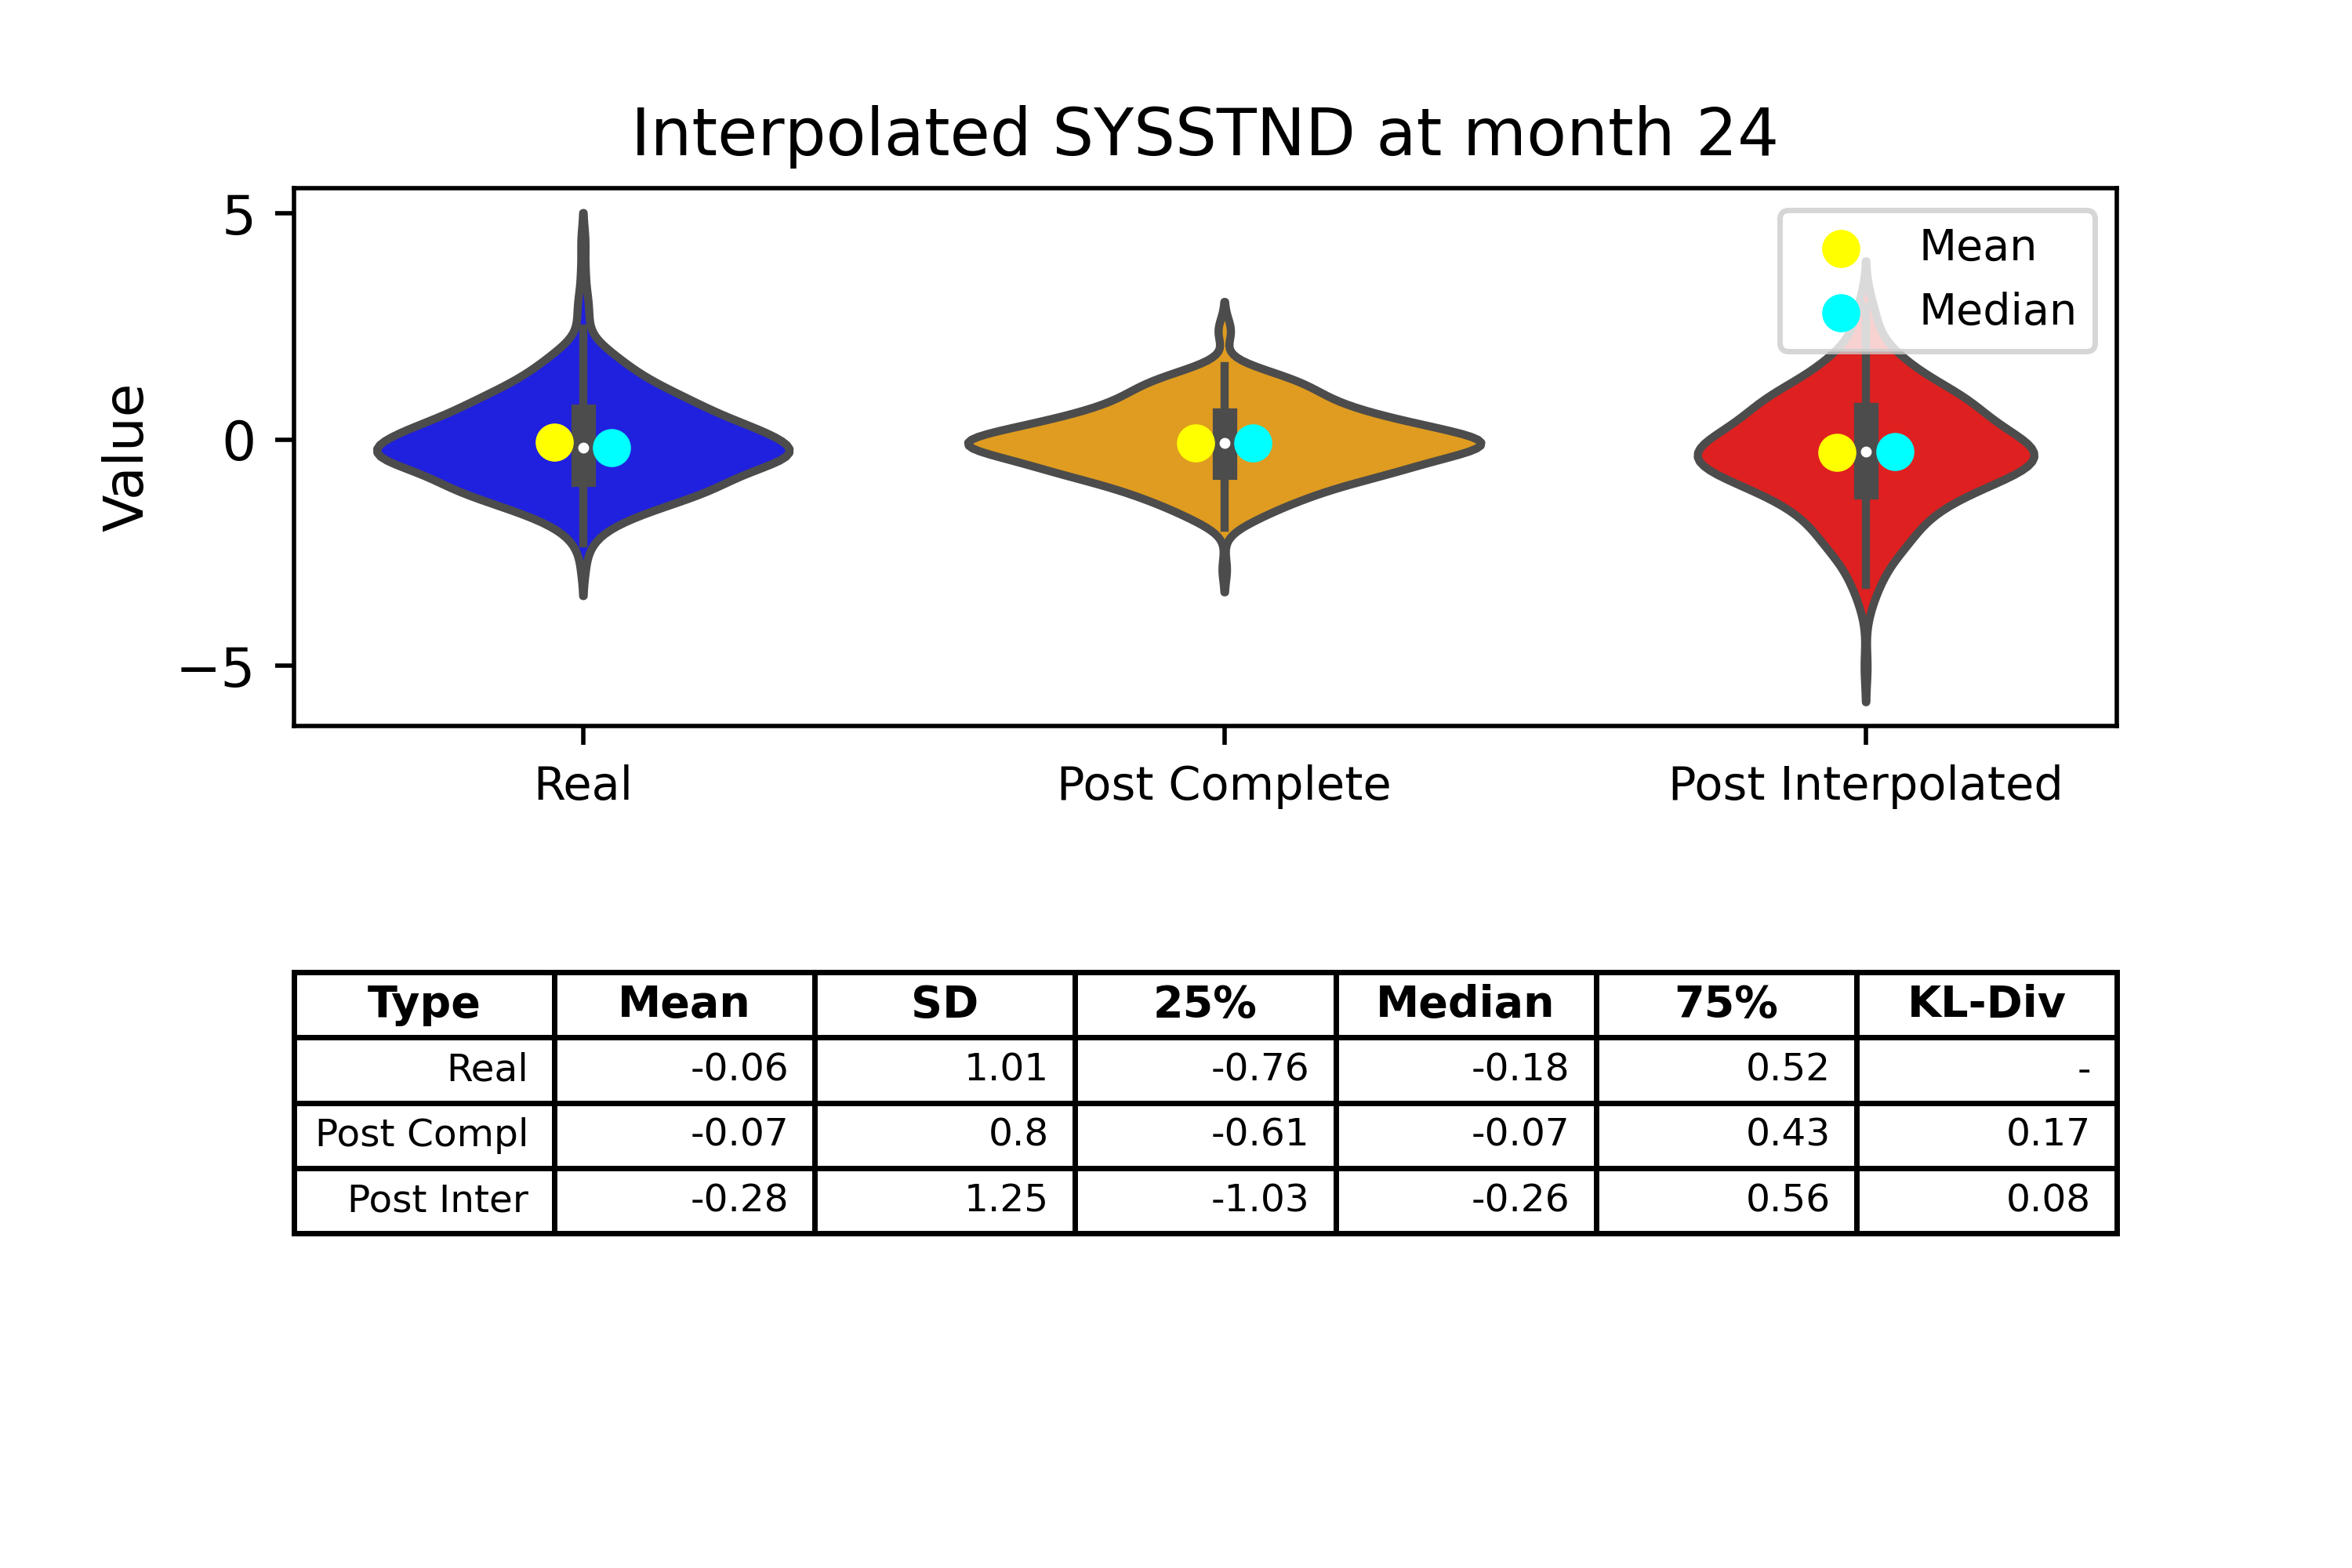 Interpolated SYSSTND at month 24
5
0
−5
Value
Mean
Median
Real Post Complete Post Interpolated
Type Mean SD 25% Median 75% KL-Div
Real -0.06 1.01 -0.76 -0.18 0.52 -
Post Compl -0.07 0.8 -0.61 -0.07 0.43 0.17
Post Inter -0.28 1.25 -1.03 -0.26 0.56 0.08